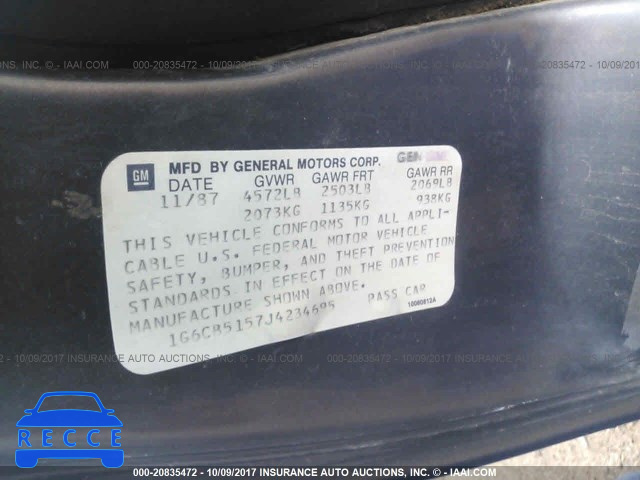 000-20835472 - 10/09/2017 INSURANCE AUTO AUCTIONS, INC. - © IAAI.COM
GM
MFD BY GENERAL MOTORS CORP.
GEN GM
DATE GVWR GAWR FRT GAWR RR
11/87 4572LB 2503LB 2069LB
2073KG 1135KG 938KG
THIS VEHICLE CONFORMS TO ALL APPLI-
CABLE U.S. FEDERAL MOTOR VEHICLE
SAFETY, BUMPER, AND THEFT PREVENTION
STANDARDS IN EFFECT ON THE DATE OF
MANUFACTURE SHOWN ABOVE.
1G6CB5157J4234695 PASS CAR
10080812A
000-20835472 - 10/09/2017 INSURANCE AUTO AUCTIONS, INC. - © IAAI.COM
RECCE
000-20835472 - 10/09/2017 INSURANCE AUTO AUCTIONS, INC. - © IAAI.COM